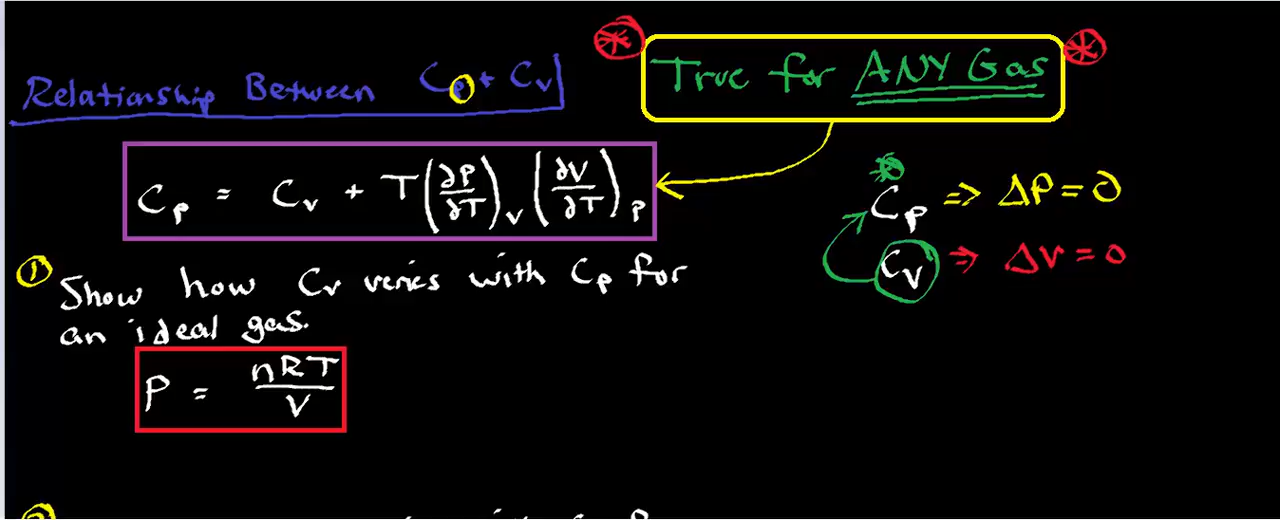 Relationship Between Cp + Cv
True for ANY Gas
Cp = Cv + T(∂P/∂T)v (∂V/∂T)p
Cp => ΔP = 0
Cv => ΔV = 0
① Show how Cv veries with Cp for
an ideal gas.
P = nRT/V